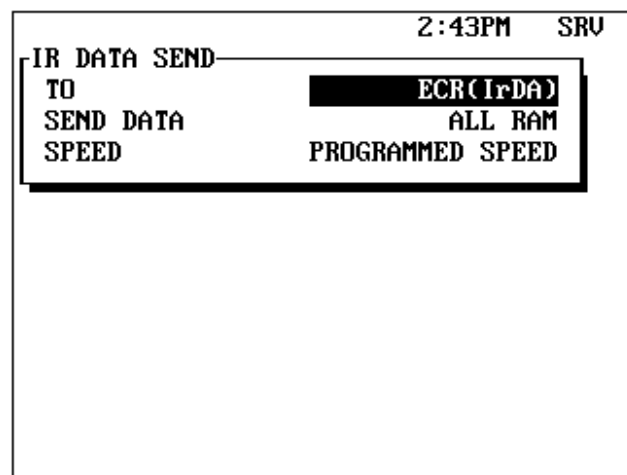 2:43PM SRV
IR DATA SEND
TO ECR(IrDA)
SEND DATA ALL RAM
SPEED PROGRAMMED SPEED